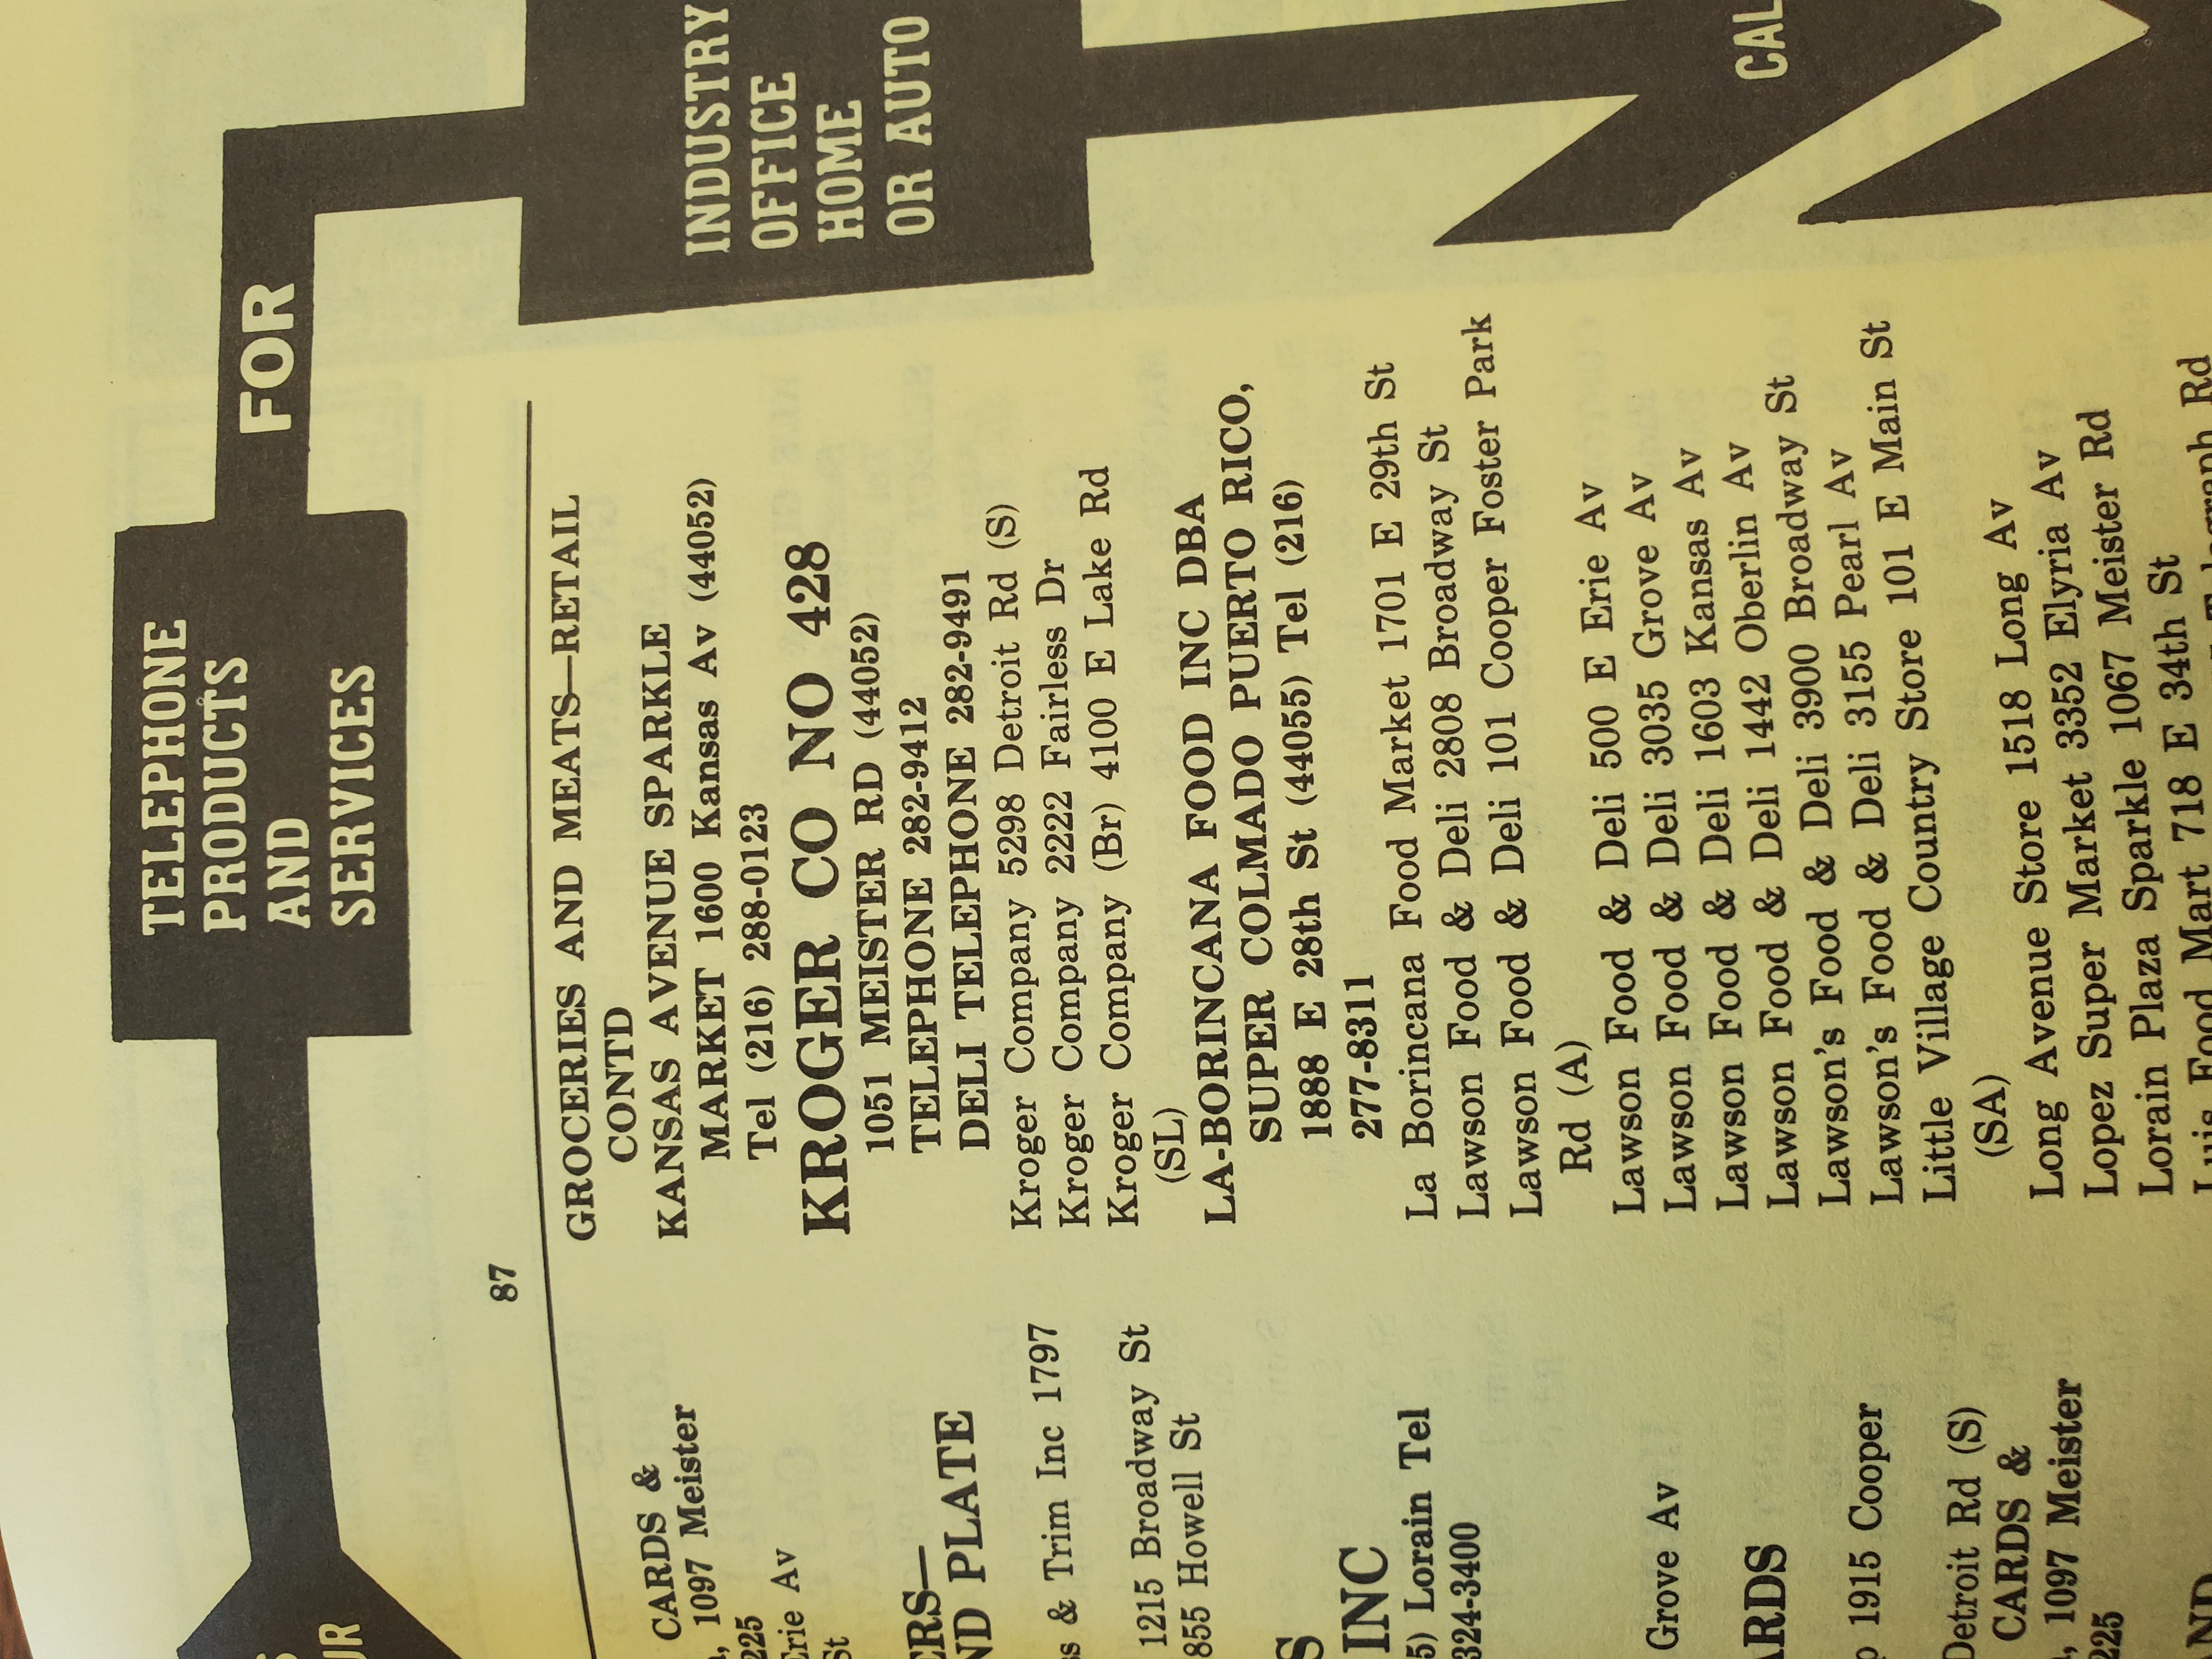 TELEPHONE
PRODUCTS
AND
SERVICES
FOR
INDUSTRY
OFFICE
HOME
OR AUTO
87
CARDS &
1097 Meister
225
Erie Av
St
ERS—
ND PLATE
& Trim Inc 1797
1215 Broadway St
855 Howell St
S
INC
5) Lorain Tel
324-3400
Grove Av
ARDS
1915 Cooper
Detroit Rd (S)
CARDS &
1097 Meister
225
GROCERIES AND MEATS—RETAIL
CONTD
KANSAS AVENUE SPARKLE
MARKET 1600 Kansas Av (44052)
Tel (216) 288-0123
KROGER CO NO 428
1051 MEISTER RD (44052)
TELEPHONE 282-9412
DELI TELEPHONE 282-9491
Kroger Company 5298 Detroit Rd (S)
Kroger Company 2222 Fairless Dr
Kroger Company (Br) 4100 E Lake Rd
(SL)
LA-BORINCANA FOOD INC DBA
SUPER COLMADO PUERTO RICO,
1888 E 28th St (44055) Tel (216)
277-8311
La Borincana Food Market 1701 E 29th St
Lawson Food & Deli 2808 Broadway St
Lawson Food & Deli 101 Cooper Foster Park
Rd (A)
Lawson Food & Deli 500 E Erie Av
Lawson Food & Deli 3035 Grove Av
Lawson Food & Deli 1603 Kansas Av
Lawson Food & Deli 1442 Oberlin Av
Lawson's Food & Deli 3900 Broadway St
Lawson's Food & Deli 3155 Pearl Av
Little Village Country Store 101 E Main St
(SA)
Long Avenue Store 1518 Long Av
Lopez Super Market 3352 Elyria Av
Lorain Plaza Sparkle 1067 Meister Rd
Luis Food Mart 718 E 34th St
Rd
CAL